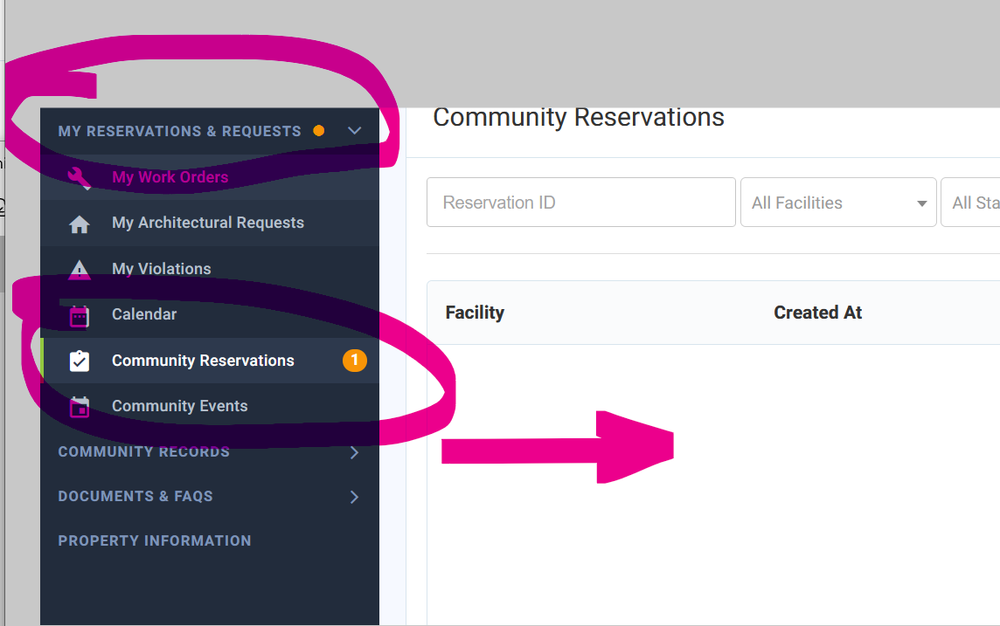 MY RESERVATIONS & REQUESTS
My Work Orders
My Architectural Requests
My Violations
Calendar
Community Reservations 1
Community Events
COMMUNITY RECORDS
DOCUMENTS & FAQS
PROPERTY INFORMATION
Community Reservations
Reservation ID All Facilities All Sta
Facility Created At